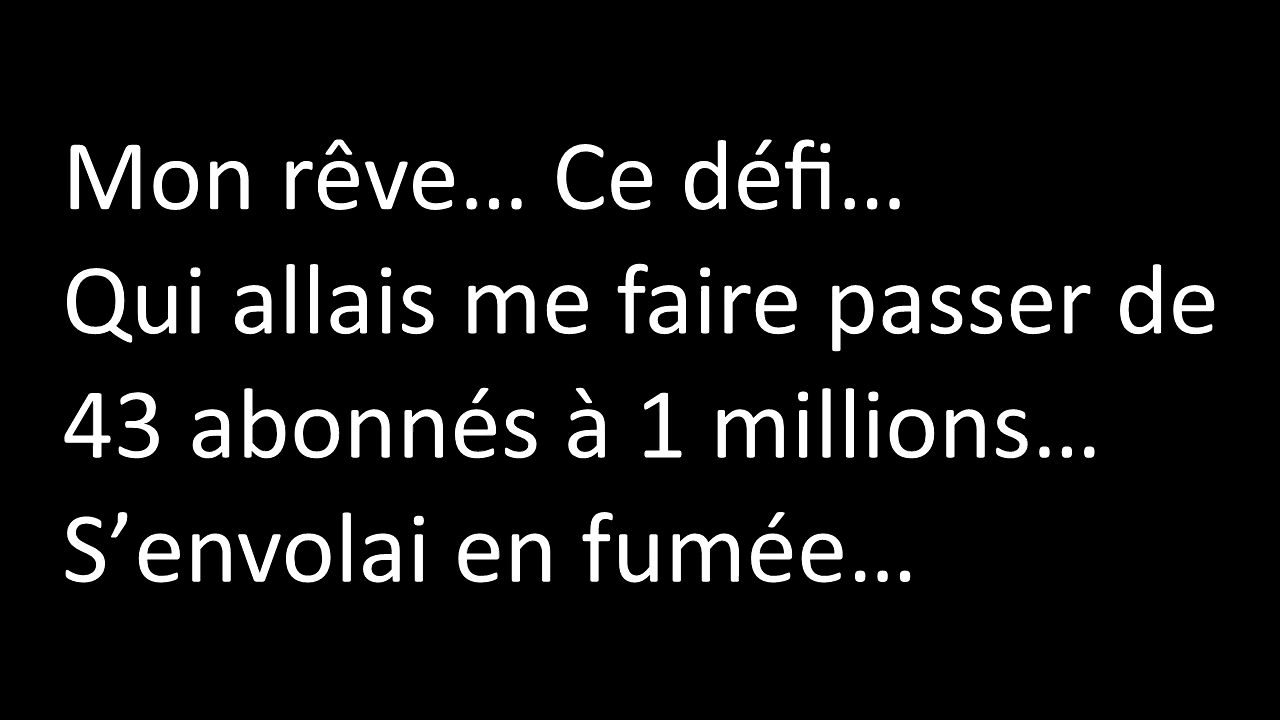 Mon rêve… Ce défi…
Qui allais me faire passer de
43 abonnés à 1 millions…
S’envolai en fumée…